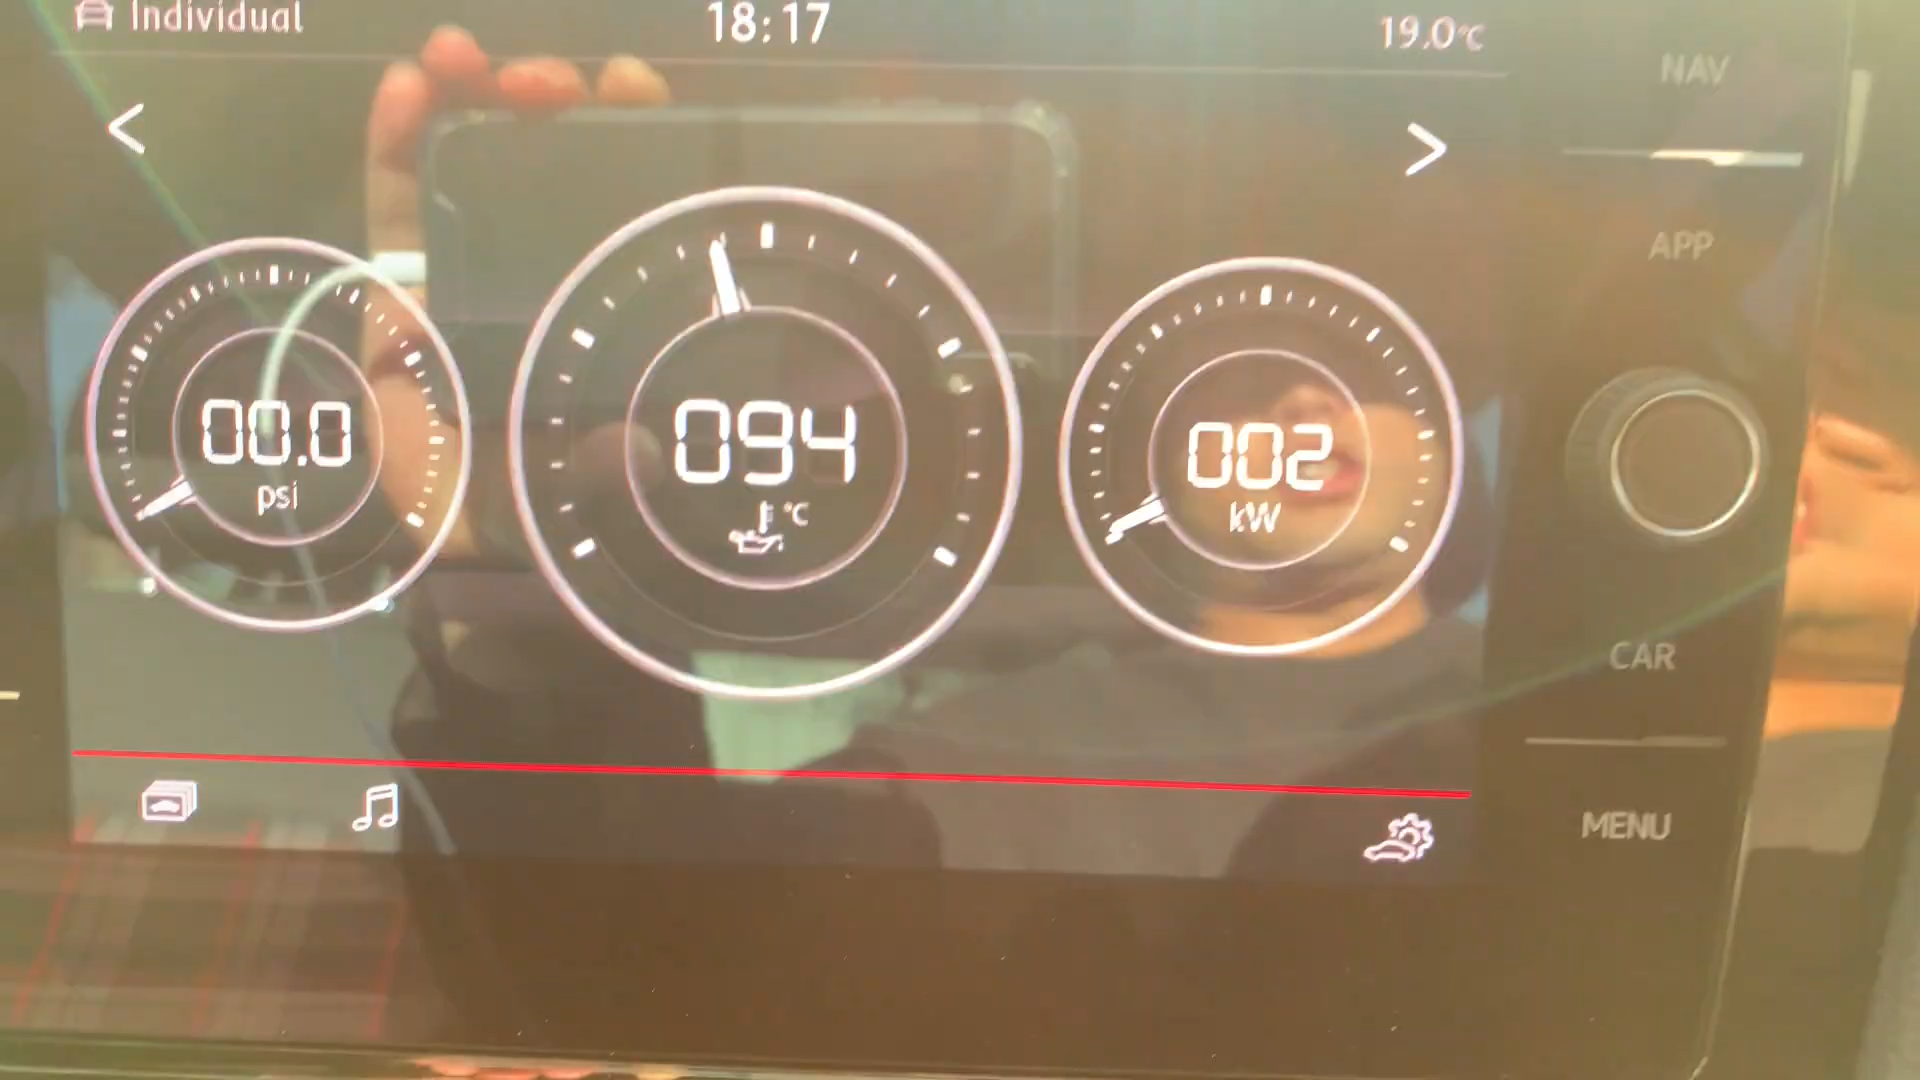 Individual 18:17 19.0°C
NAV
< >
APP
00.0
psi
094
°C
002
kW
CAR
MENU